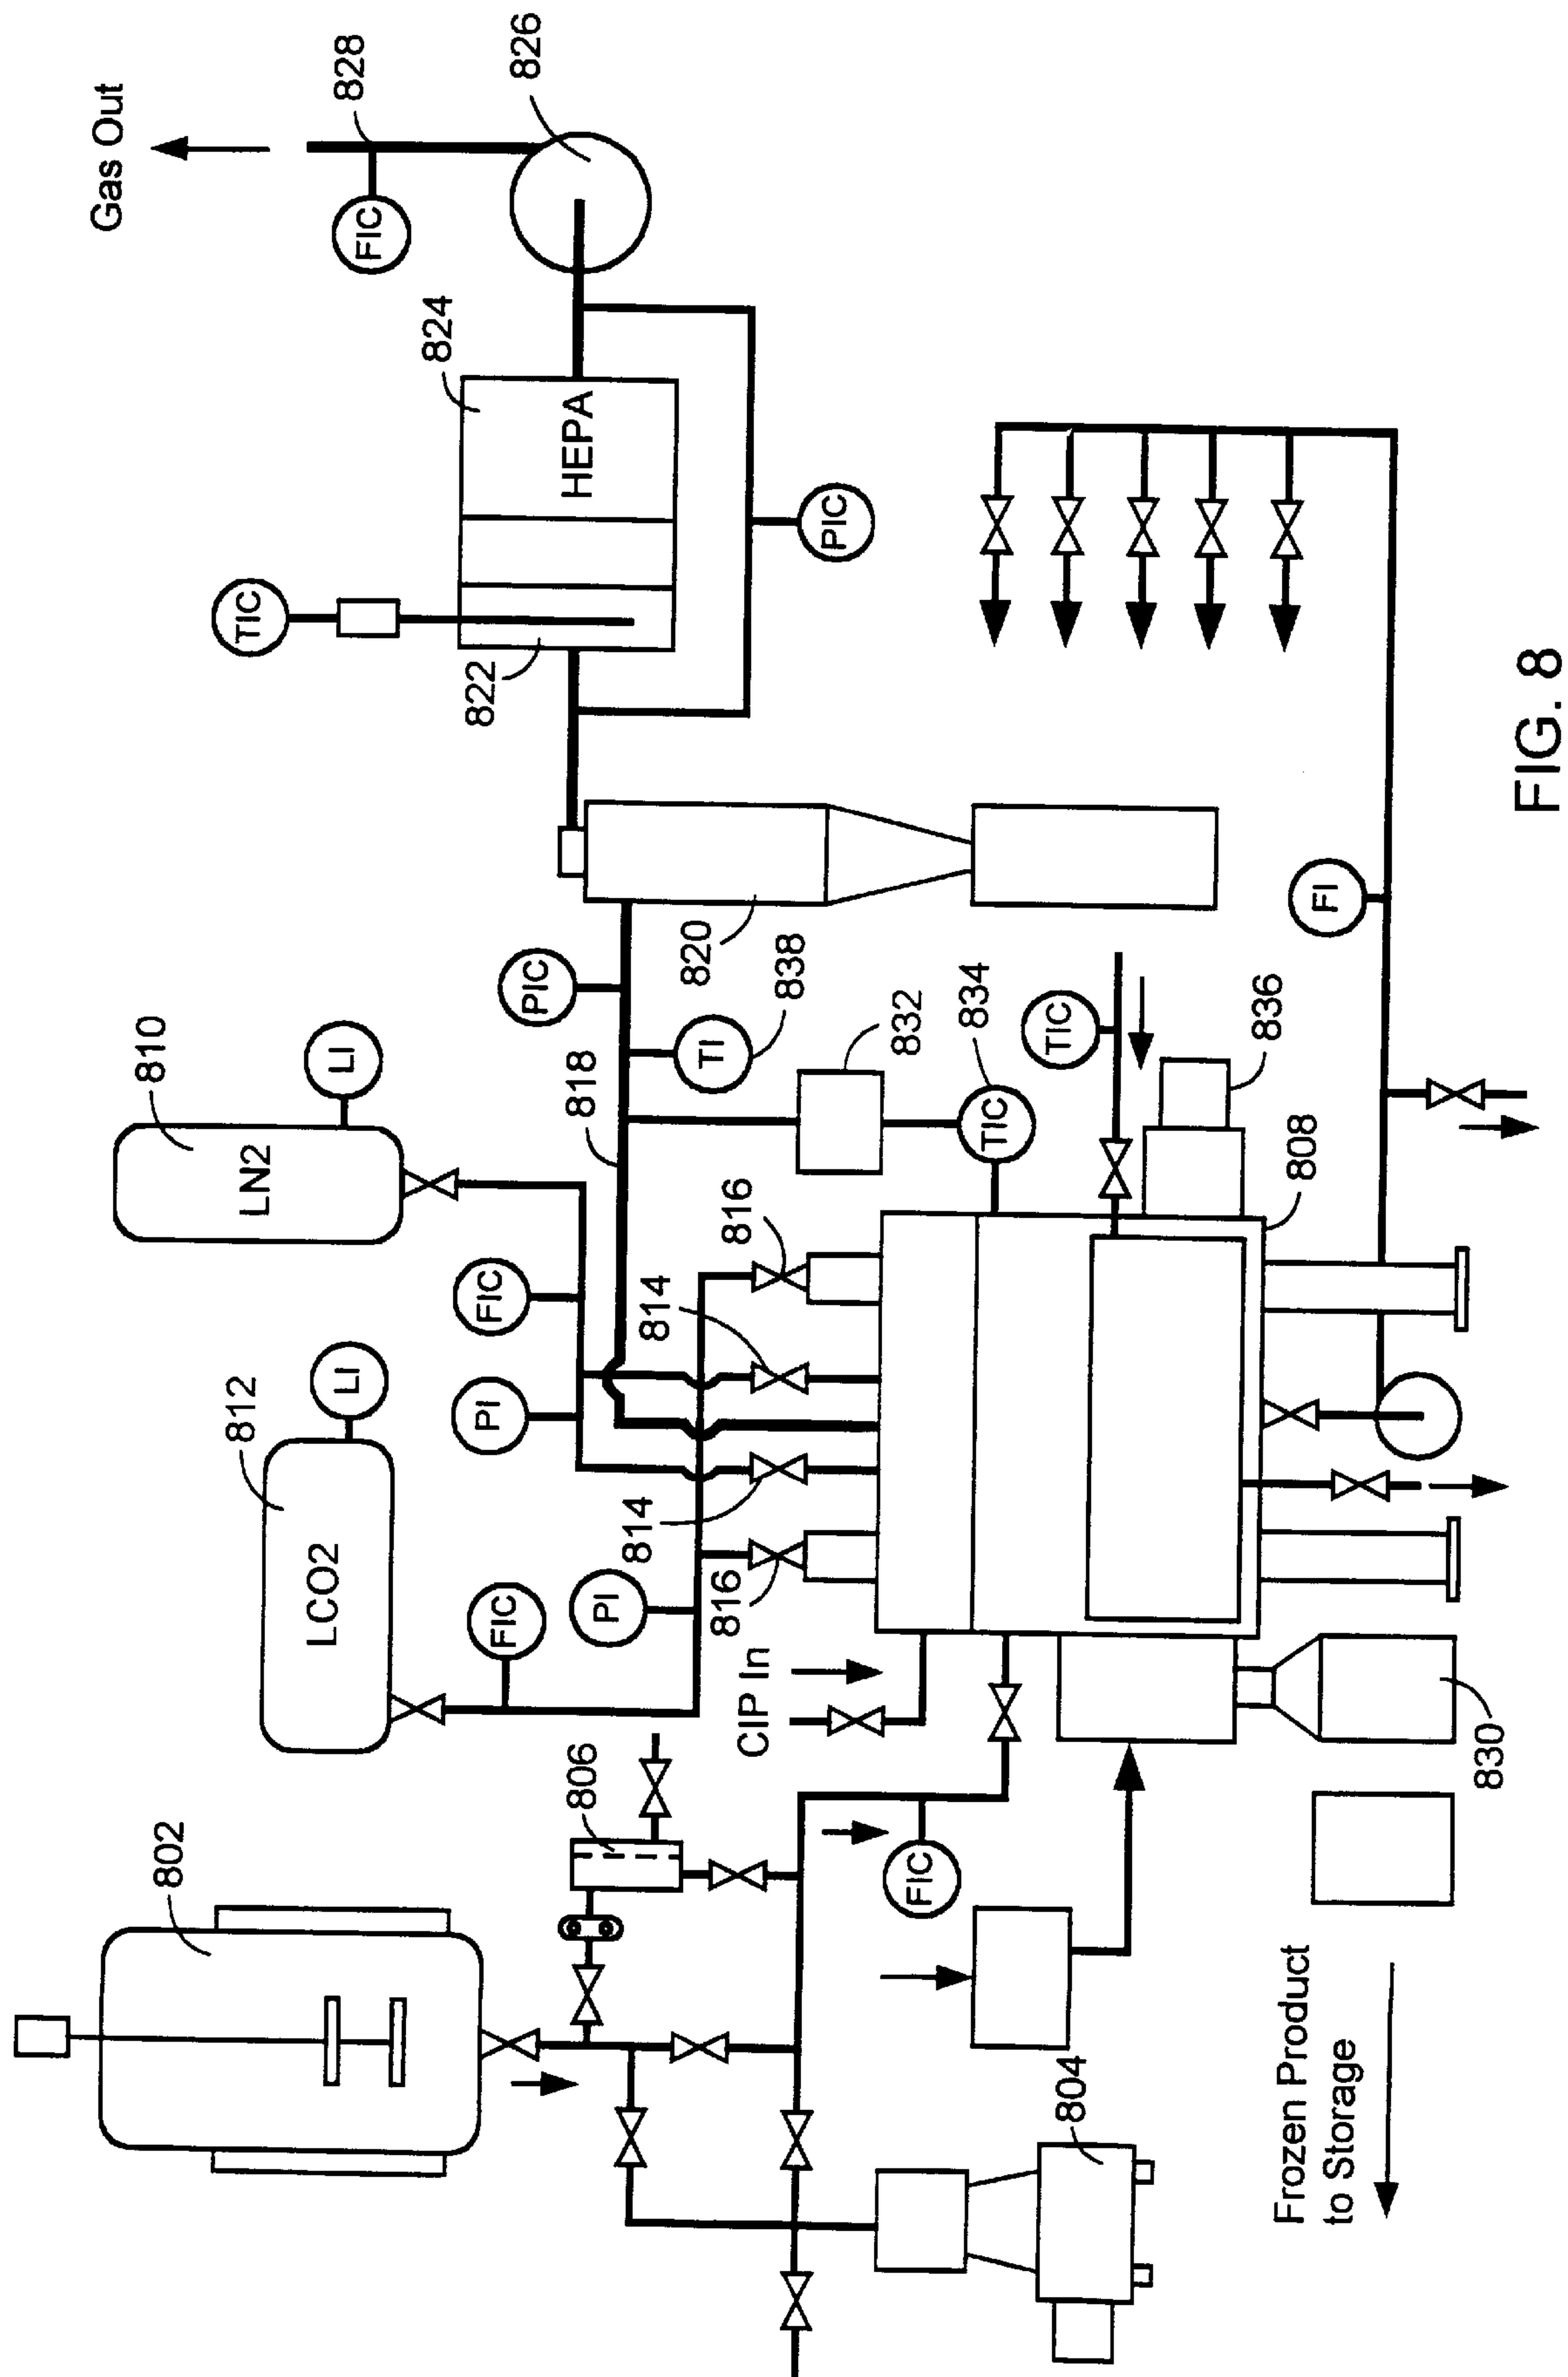 Gas Out
828
826
FIC
824
HEPA
TIC
822
PIC
810
LN2
LI
812
LCO2
LI
FIC
PI
818
PIC
TI
838
820
832
834
TIC
TIC
836
808
FI
816
814
814
816
FIC
PI
CIP In
802
806
FIC
830
804
Frozen Product
to Storage
FIG. 8